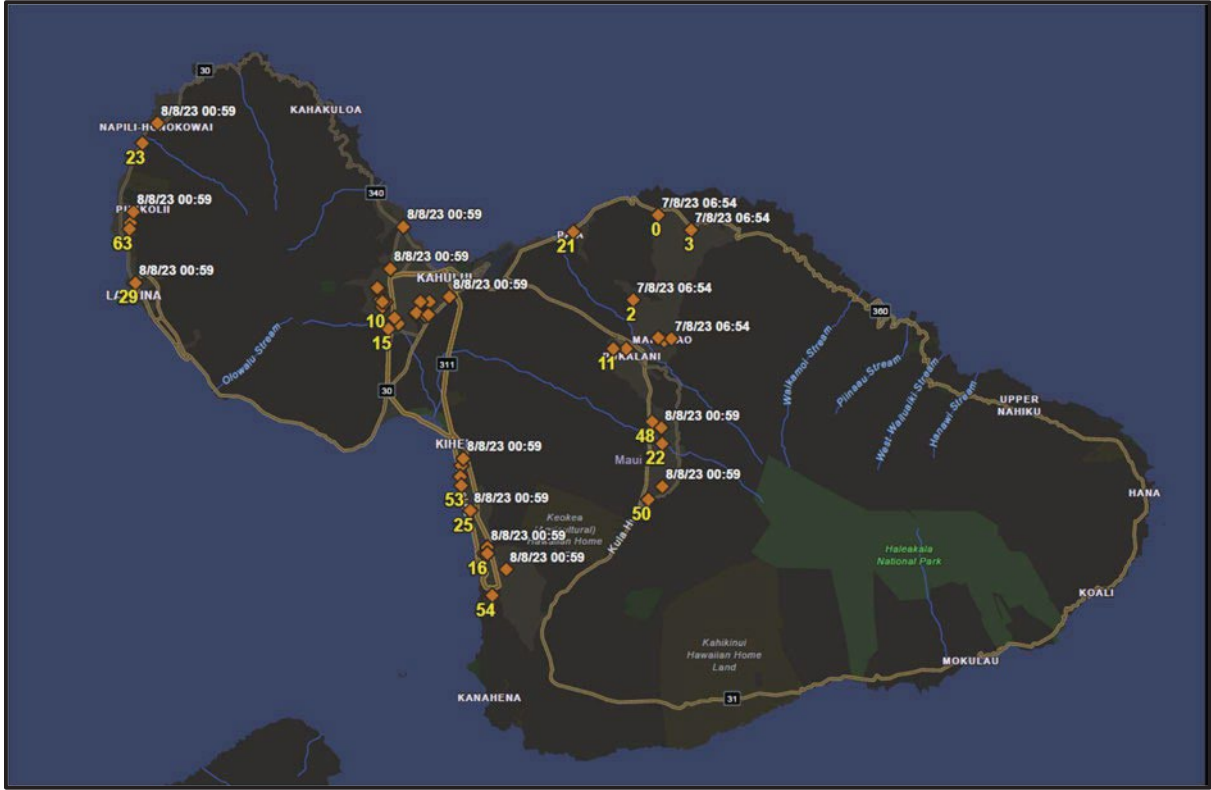 30
KAHAKULOA
8/8/23 00:59
NAPILI-HONOKOWAI
23
340
8/8/23 00:59
8/8/23 00:59
63
7/8/23 06:54
0
7/8/23 06:54
3
PAIA
21
8/8/23 00:59
8/8/23 00:59
KAHULUI
8/8/23 00:59
LAHAINA
29
7/8/23 06:54
2
10
15
360
7/8/23 06:54
PUKALANI
11
Olowalu Stream
311
30
Waikamoi Stream
Piinaau Stream
West Wailuaiki Stream
Hanawi Stream
UPPER
NAHIKU
8/8/23 00:59
48
22
Maui
KIHEI
8/8/23 00:59
8/8/23 00:59
50
HANA
53
8/8/23 00:59
25
Keokea
(Agricultural)
Hawaiian Home
8/8/23 00:59
16
8/8/23 00:59
54
Haleakala
National Park
KOALI
Kahikinui
Hawaiian Home
Land
MOKULAU
KANAHENA
31